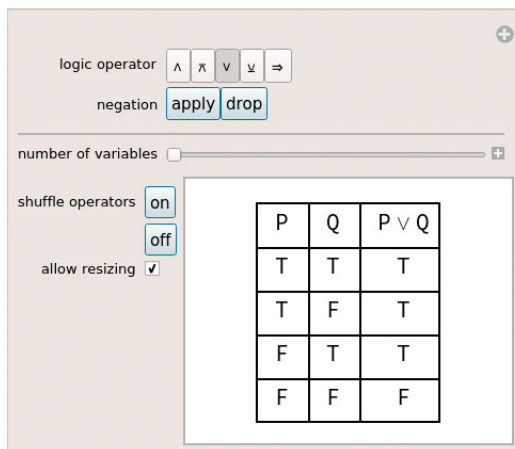 logic operator ∧ ⊼ ∨ ⊻ ⇒
negation apply drop
number of variables
shuffle operators on
off
allow resizing
P Q P ∨ Q
T T T
T F T
F T T
F F F